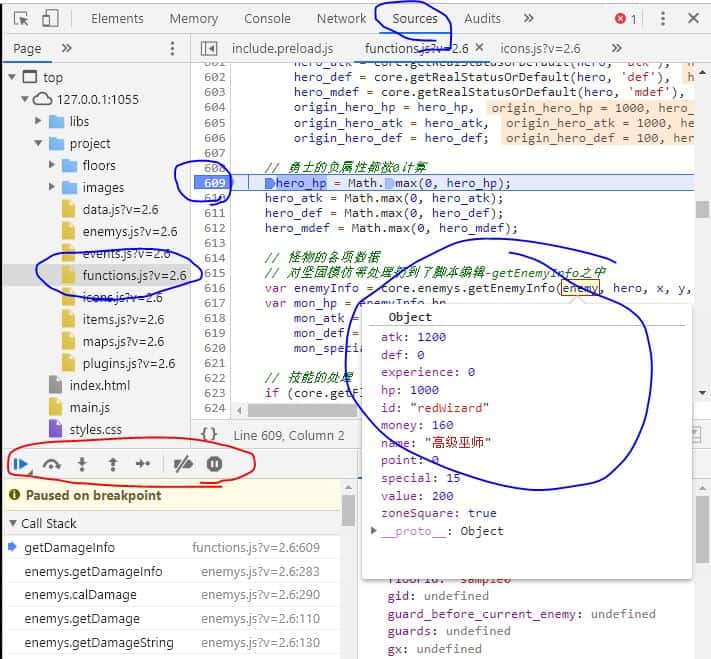 Elements Memory Console Network Sources Audits » 1
Page »
include.preload.js functions.js?v=2.6 × icons.js?v=2.6 »
top
127.0.0.1:1055
libs
project
floors
images
data.js?v=2.6
enemys.js?v=2.6
events.js?v=2.6
functions.js?v=2.6
icons.js?v=2.6
items.js?v=2.6
maps.js?v=2.6
plugins.js?v=2.6
index.html
main.js
styles.css
602 hero_def = core.getRealStatusOrDefault(hero, 'def'),
603 hero_mdef = core.getRealStatusOrDefault(hero, 'mdef'),
604 origin_hero_hp = hero_hp, origin_hero_hp = 1000, hero_
605 origin_hero_atk = hero_atk, origin_hero_atk = 1000, h
606 origin_hero_def = hero_def; origin_hero_def = 100, he
607
608 // 勇士的负属性都按0计算
609 hero_hp = Math.max(0, hero_hp);
610 hero_atk = Math.max(0, hero_atk);
611 hero_def = Math.max(0, hero_def);
612 hero_mdef = Math.max(0, hero_mdef);
613
614 // 怪物的各项数据
615 // 对坚固模仿等处理扔到了脚本编辑-getEnemyInfo之中
616 var enemyInfo = core.enemys.getEnemyInfo(enemy, hero, x, y,
617 var mon_hp = enemyInfo.hp
618 mon_atk =
619 mon_def =
620 mon_specia
621
622 // 技能的处理
623 if (core.getF
624
Object
atk: 1200
def: 0
experience: 0
hp: 1000
id: "redWizard"
money: 160
name: "高级巫师"
point: 0
special: 15
value: 200
zoneSquare: true
__proto__: Object
{} Line 609, Column 2
Paused on breakpoint
Call Stack
getDamageInfo functions.js?v=2.6:609
enemys.getDamageInfo enemys.js?v=2.6:283
enemys.calDamage enemys.js?v=2.6:290
enemys.getDamage enemys.js?v=2.6:110
enemys.getDamageString enemys.js?v=2.6:130
gid: undefined
guard_before_current_enemy: undefined
guards: undefined
gx: undefined